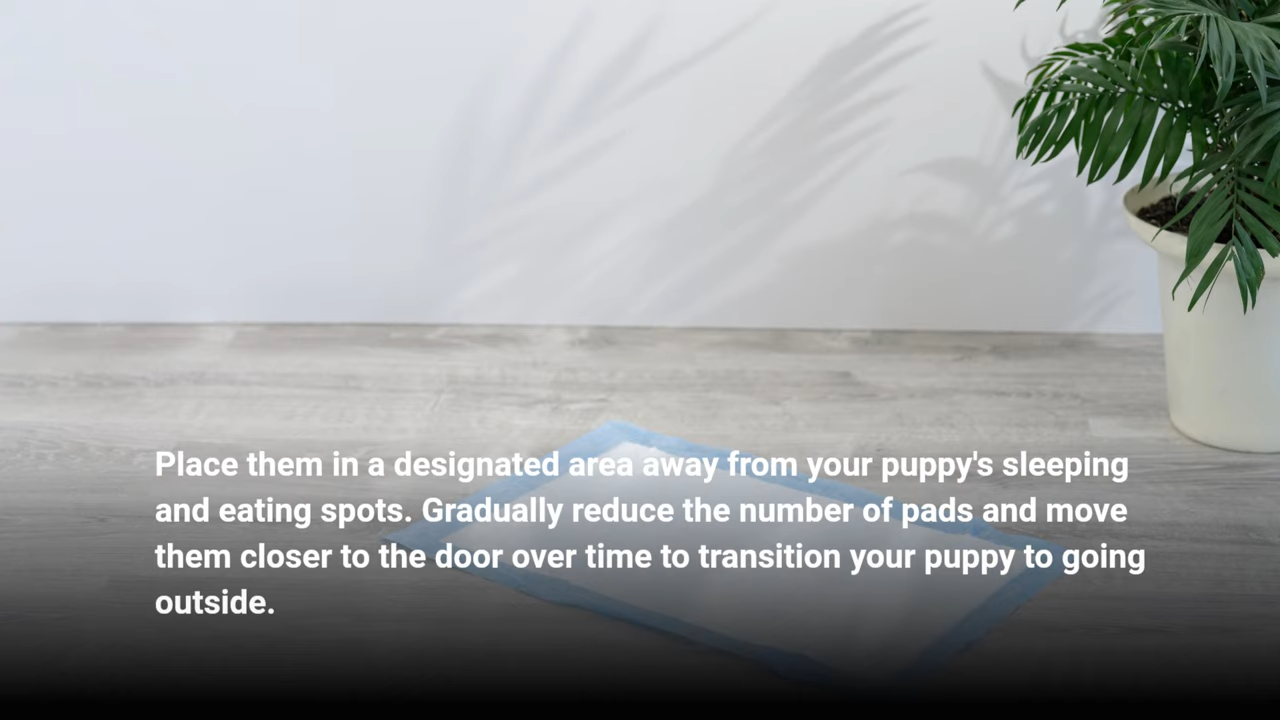 Place them in a designated area away from your puppy's sleeping
and eating spots. Gradually reduce the number of pads and move
them closer to the door over time to transition your puppy to going
outside.